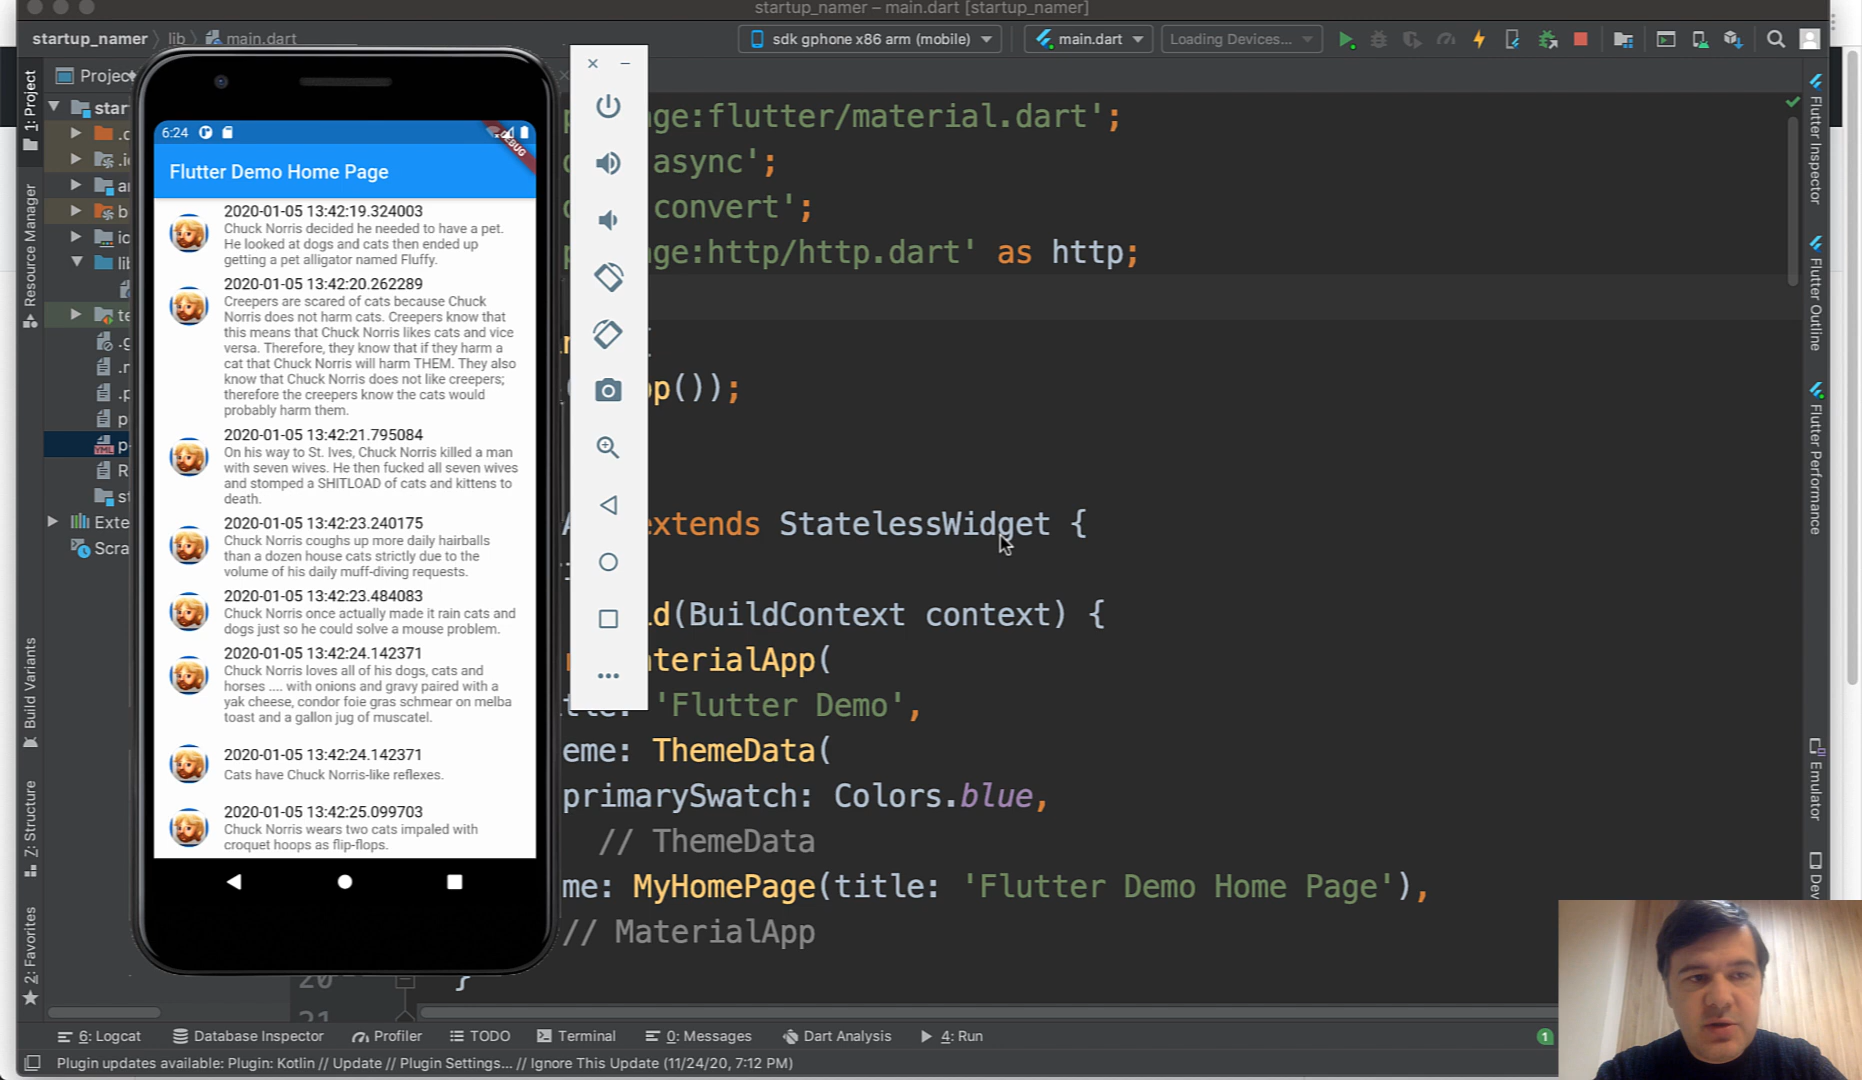 startup_namer – main.dart [startup_namer]
startup_namer lib main.dart
sdk gphone x86 arm (mobile)
main.dart
Loading Devices...
1: Project
Resource Manager
Build Variants
Z: Structure
2: Favorites
Project
star
lib
te
Exte
Scra
6:24
DEBUG
Flutter Demo Home Page
2020-01-05 13:42:19.324003
Chuck Norris decided he needed to have a pet.
He looked at dogs and cats then ended up
getting a pet alligator named Fluffy.
2020-01-05 13:42:20.262289
Creepers are scared of cats because Chuck
Norris does not harm cats. Creepers know that
this means that Chuck Norris likes cats and vice
versa. Therefore, they know that if they harm a
cat that Chuck Norris will harm THEM. They also
know that Chuck Norris does not like creepers;
therefore the creepers know the cats would
probably harm them.
2020-01-05 13:42:21.795084
On his way to St. Ives, Chuck Norris killed a man
with seven wives. He then fucked all seven wives
and stomped a SHITLOAD of cats and kittens to
death.
2020-01-05 13:42:23.240175
Chuck Norris coughs up more daily hairballs
than a dozen house cats strictly due to the
volume of his daily muff-diving requests.
2020-01-05 13:42:23.484083
Chuck Norris once actually made it rain cats and
dogs just so he could solve a mouse problem.
2020-01-05 13:42:24.142371
Chuck Norris loves all of his dogs, cats and
horses .... with onions and gravy paired with a
yak cheese, condor foie gras schmear on melba
toast and a gallon jug of muscatel.
2020-01-05 13:42:24.142371
Cats have Chuck Norris-like reflexes.
2020-01-05 13:42:25.099703
Chuck Norris wears two cats impaled with
croquet hoops as flip-flops.
ge:flutter/material.dart';
async';
convert';
ge:http/http.dart' as http;
p());
extends StatelessWidget {
d(BuildContext context) {
terialApp(
'Flutter Demo',
eme: ThemeData(
primarySwatch: Colors.blue,
// ThemeData
me: MyHomePage(title: 'Flutter Demo Home Page'),
// MaterialApp
20 }
21
Flutter Inspector
Flutter Outline
Flutter Performance
Emulator
Dev
6: Logcat Database Inspector Profiler TODO Terminal 0: Messages Dart Analysis 4: Run 1
Plugin updates available: Plugin: Kotlin // Update // Plugin Settings... // Ignore This Update (11/24/20, 7:12 PM)